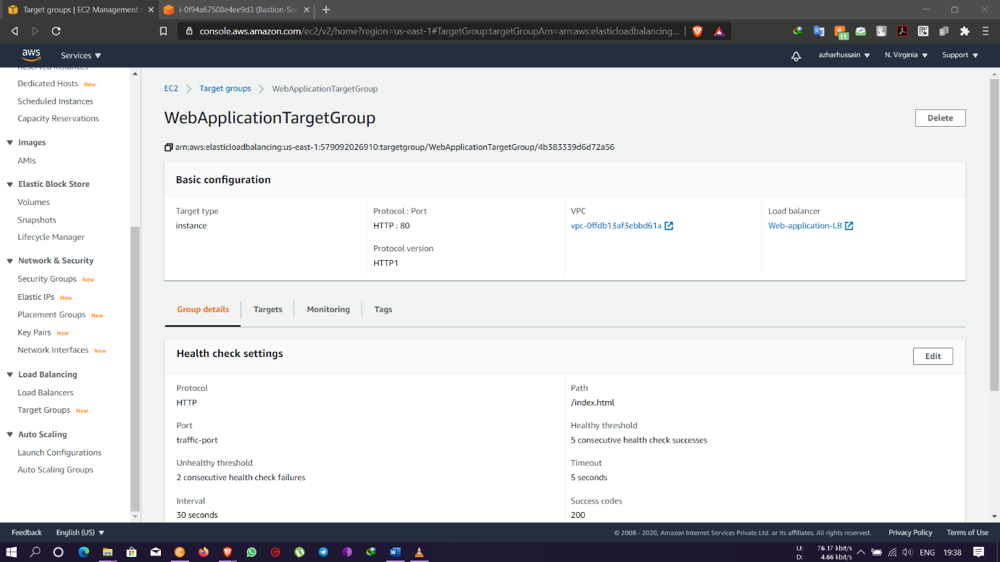 Target groups | EC2 Management
i-0f94a67508e4ee9d3 (Bastion-Ser
console.aws.amazon.com/ec2/v2/home?region=us-east-1#TargetGroup:targetGroupArn=arn:aws:elasticloadbalancing...
11
aws
Services
azharhussain
N. Virginia
Support
Reserved Instances
Dedicated Hosts New
Scheduled Instances
Capacity Reservations
Images
AMIs
Elastic Block Store
Volumes
Snapshots
Lifecycle Manager
Network & Security
Security Groups New
Elastic IPs New
Placement Groups New
Key Pairs New
Network Interfaces New
Load Balancing
Load Balancers
Target Groups New
Auto Scaling
Launch Configurations
Auto Scaling Groups
EC2 > Target groups > WebApplicationTargetGroup
WebApplicationTargetGroup
Delete
arn:aws:elasticloadbalancing:us-east-1:579092026910:targetgroup/WebApplicationTargetGroup/4b383339d6d72a56
Basic configuration
Target type
instance
Protocol : Port
HTTP : 80
Protocol version
HTTP1
VPC
vpc-0ffdb13af3ebbd61a
Load balancer
Web-application-LB
Group details
Targets
Monitoring
Tags
Health check settings
Edit
Protocol
HTTP
Path
/index.html
Port
traffic-port
Healthy threshold
5 consecutive health check successes
Unhealthy threshold
2 consecutive health check failures
Timeout
5 seconds
Interval
30 seconds
Success codes
200
Feedback
English (US)
© 2008 - 2020, Amazon Internet Services Private Ltd. or its affiliates. All rights reserved.
Privacy Policy
Terms of Use
U: 76.17 kbit/s
D: 4.66 kbit/s
ENG
19:38